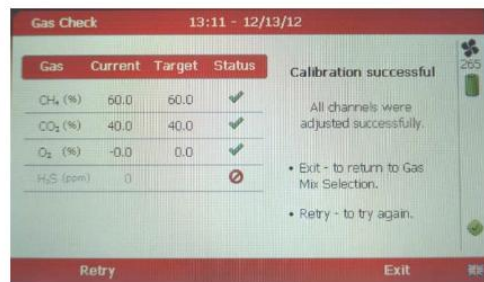 Gas Check 13:11 - 12/13/12
265
Gas Current Target Status
CH₄ (%) 60.0 60.0
CO₂ (%) 40.0 40.0
O₂ (%) -0.0 0.0
H₂S (ppm) 0
Calibration successful
All channels were
adjusted successfully.
• Exit - to return to Gas
Mix Selection.
• Retry - to try again.
Retry Exit